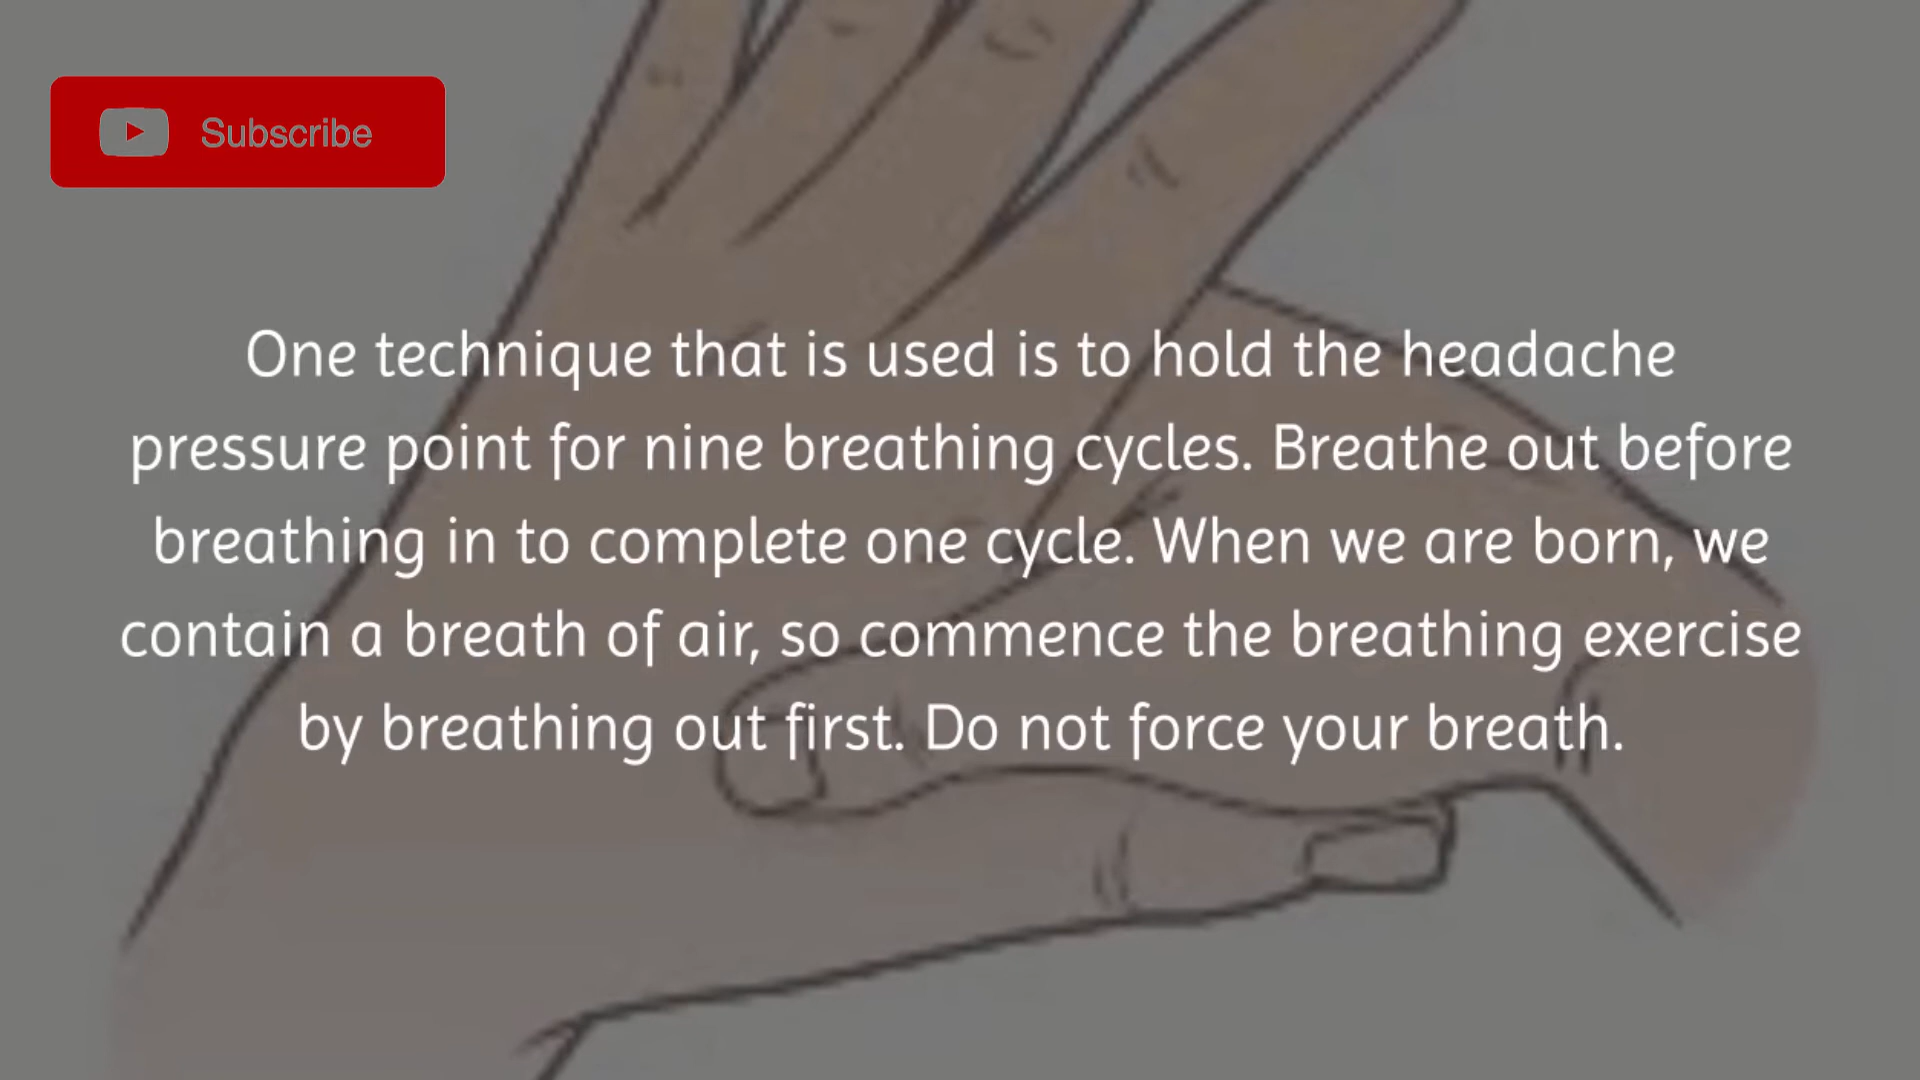 Subscribe
One technique that is used is to hold the headache
pressure point for nine breathing cycles. Breathe out before
breathing in to complete one cycle. When we are born, we
contain a breath of air, so commence the breathing exercise
by breathing out first. Do not force your breath.